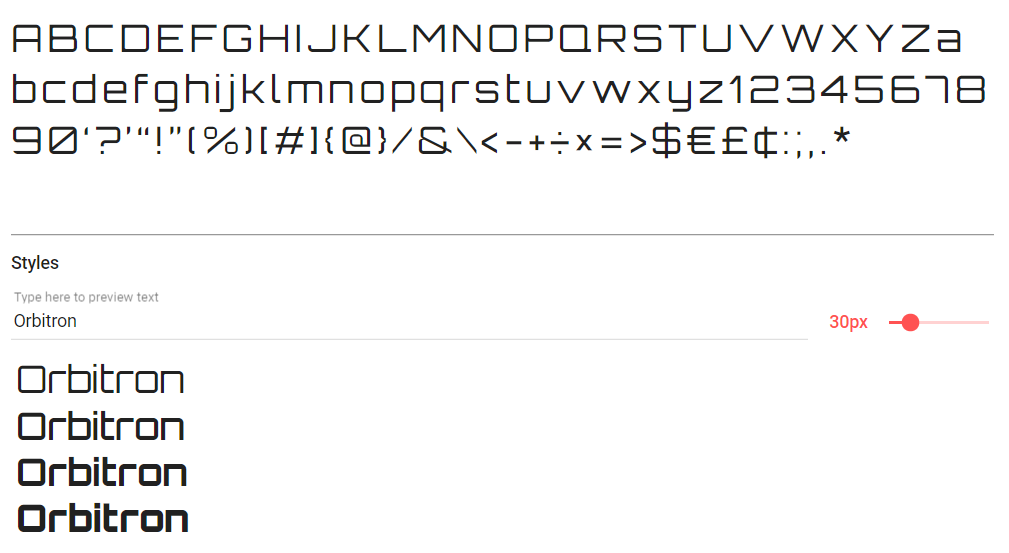 ABCDEFGHIJKLMNOPQRSTUVWXYZa
bcdefghijklmnopqrstuvwxyz12345678
90‘?’“!”(%)[#]{@}/&\<-+÷x=>$€£¢:;,.*
Styles
Type here to preview text
Orbitron
30px
Orbitron
Orbitron
Orbitron
Orbitron